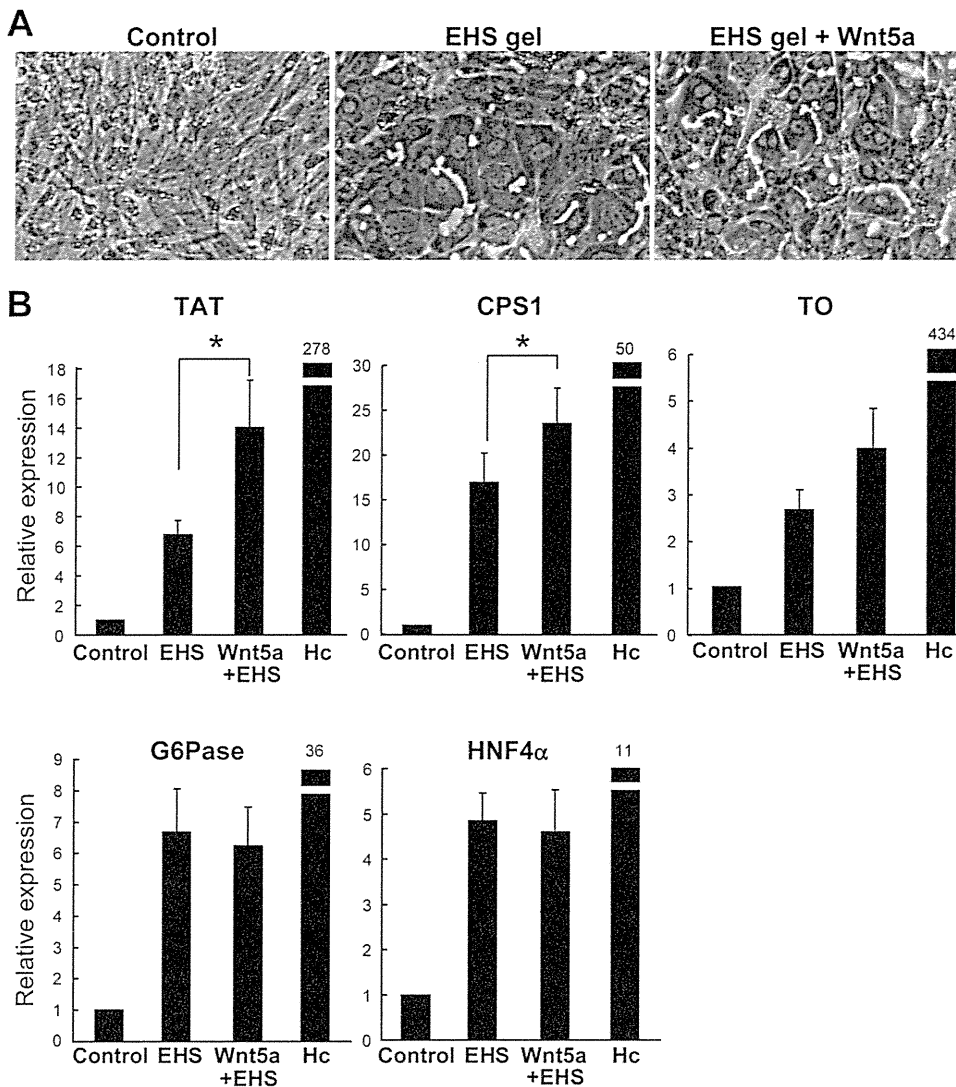 A
Control
EHS gel
EHS gel + Wnt5a
B
TAT
Relative expression
18
16
14
12
10
8
6
4
2
0
*
278
Control
EHS
Wnt5a
+EHS
Hc
CPS1
30
25
20
15
10
5
0
*
50
Control
EHS
Wnt5a
+EHS
Hc
TO
6
5
4
3
2
1
0
434
Control
EHS
Wnt5a
+EHS
Hc
G6Pase
Relative expression
9
8
7
6
5
4
3
2
1
0
36
Control
EHS
Wnt5a
+EHS
Hc
HNF4α
6
5
4
3
2
1
0
11
Control
EHS
Wnt5a
+EHS
Hc